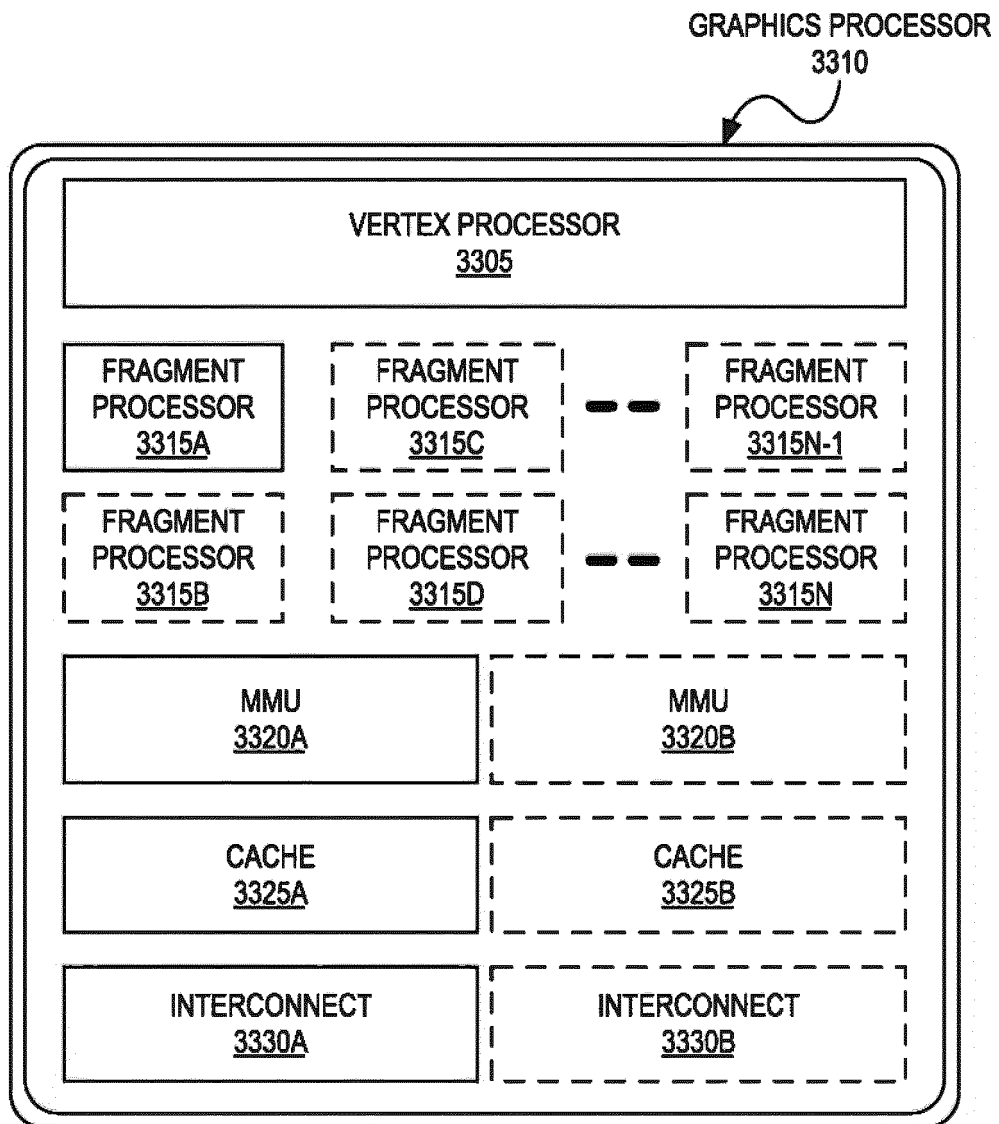 GRAPHICS PROCESSOR
3310
VERTEX PROCESSOR
3305
FRAGMENT
PROCESSOR
3315A
FRAGMENT
PROCESSOR
3315C
FRAGMENT
PROCESSOR
3315N-1
FRAGMENT
PROCESSOR
3315B
FRAGMENT
PROCESSOR
3315D
FRAGMENT
PROCESSOR
3315N
MMU
3320A
MMU
3320B
CACHE
3325A
CACHE
3325B
INTERCONNECT
3330A
INTERCONNECT
3330B